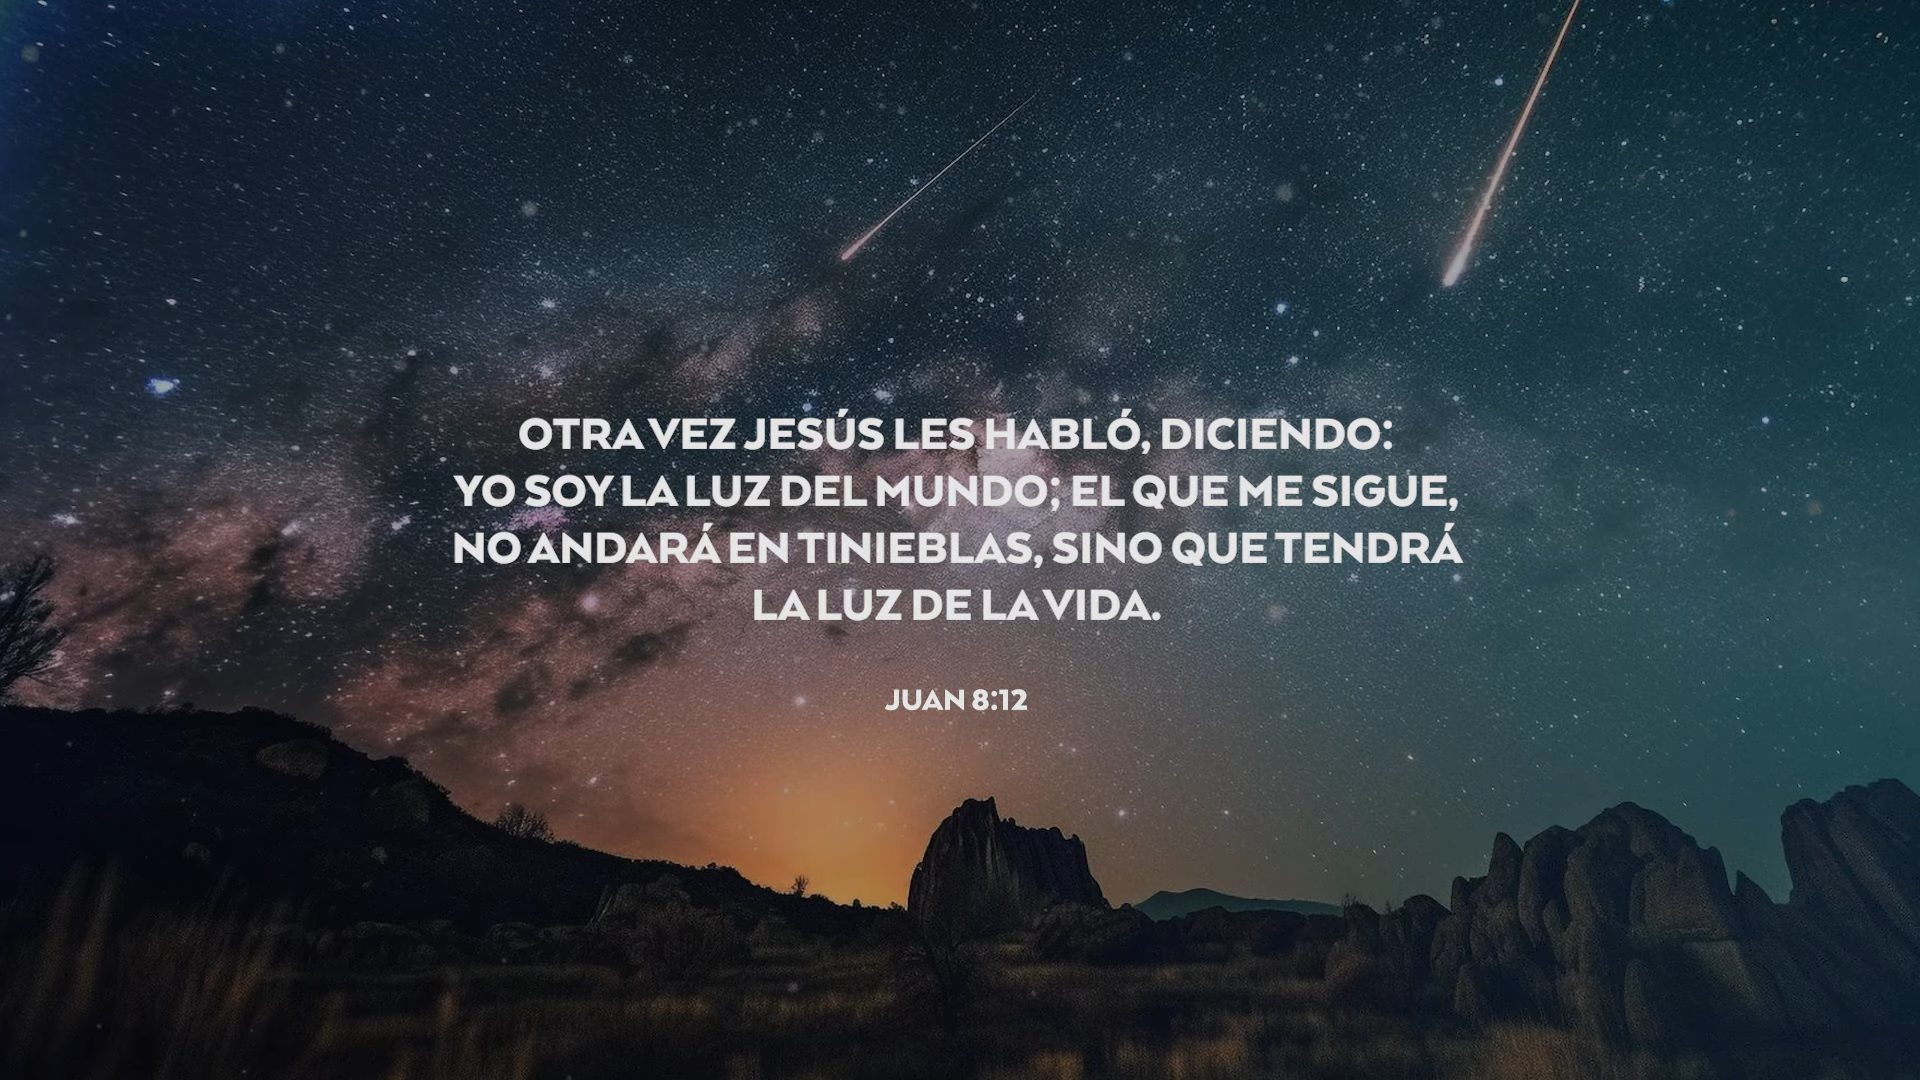 OTRA VEZ JESÚS LES HABLÓ, DICIENDO:
YO SOY LA LUZ DEL MUNDO; EL QUE ME SIGUE,
NO ANDARÁ EN TINIEBLAS, SINO QUE TENDRÁ
LA LUZ DE LA VIDA.
JUAN 8:12